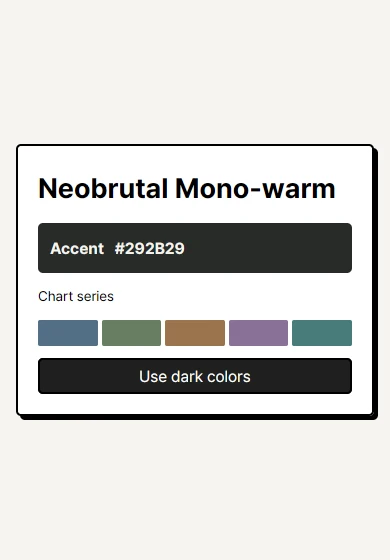 Neobrutal Mono-warm
Accent #292B29
Chart series
Use dark colors